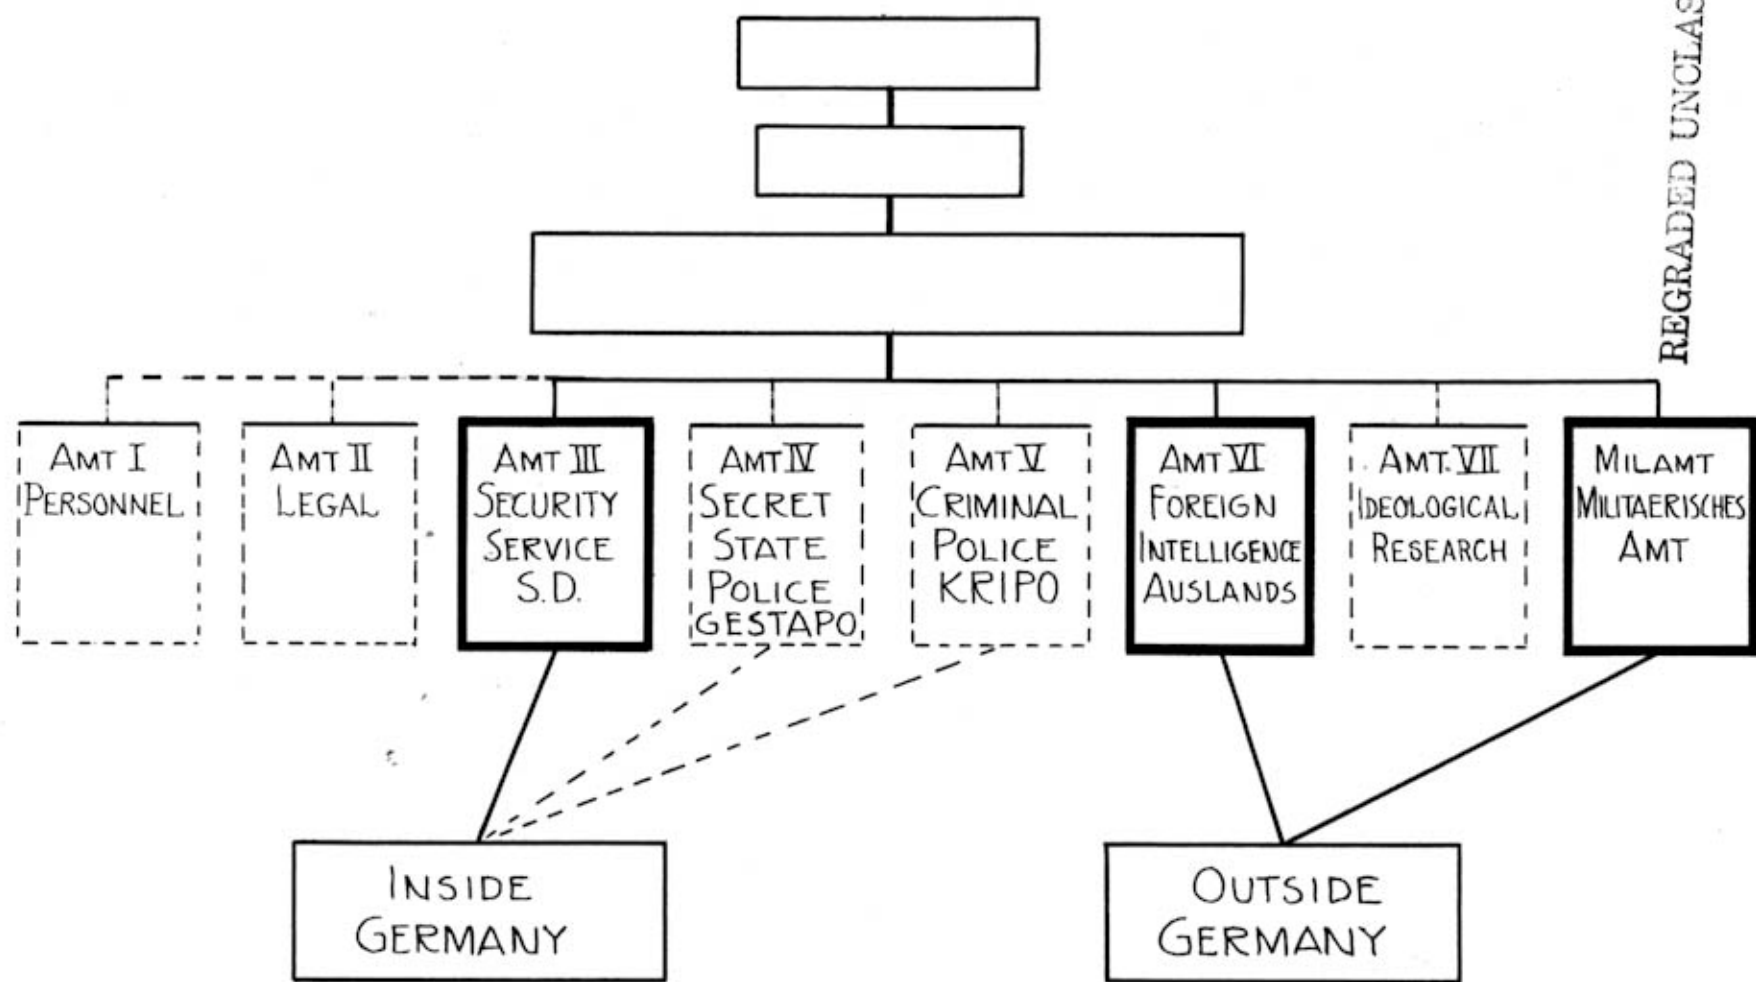 REGRADED UNCLAS
AMT I
PERSONNEL
AMT II
LEGAL
AMT III
SECURITY
SERVICE
S.D.
AMT IV
SECRET
STATE
POLICE
GESTAPO
AMT V
CRIMINAL
POLICE
KRIPO
AMT VI
FOREIGN
INTELLIGENCE
AUSLANDS
AMT. VII
IDEOLOGICAL
RESEARCH
MILAMT
MILITAERISCHES
AMT
INSIDE
GERMANY
OUTSIDE
GERMANY